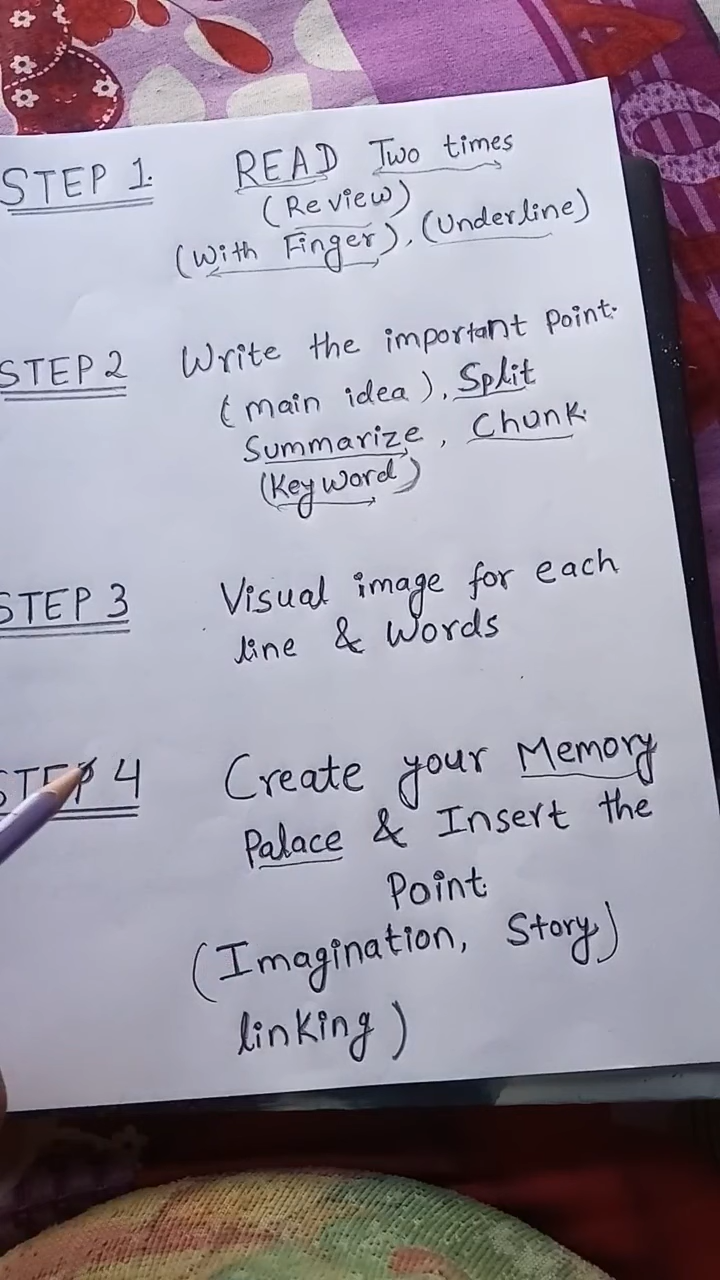 STEP 1. READ Two times
(Review)
(With Finger), (Underline)
STEP 2 Write the important point.
(main idea), Split
Summarize, Chunk.
(Key word)
STEP 3 Visual image for each
line & Words
STEP 4 Create your Memory
Palace & Insert the
Point.
(Imagination, Story)
linking)